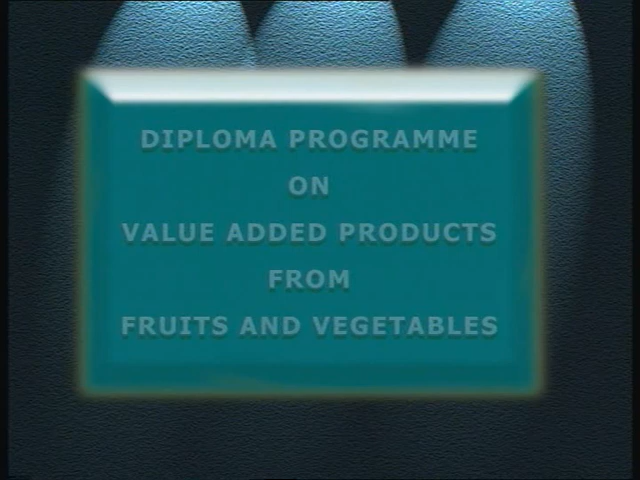 DIPLOMA PROGRAMME
ON
VALUE ADDED PRODUCTS
FROM
FRUITS AND VEGETABLES